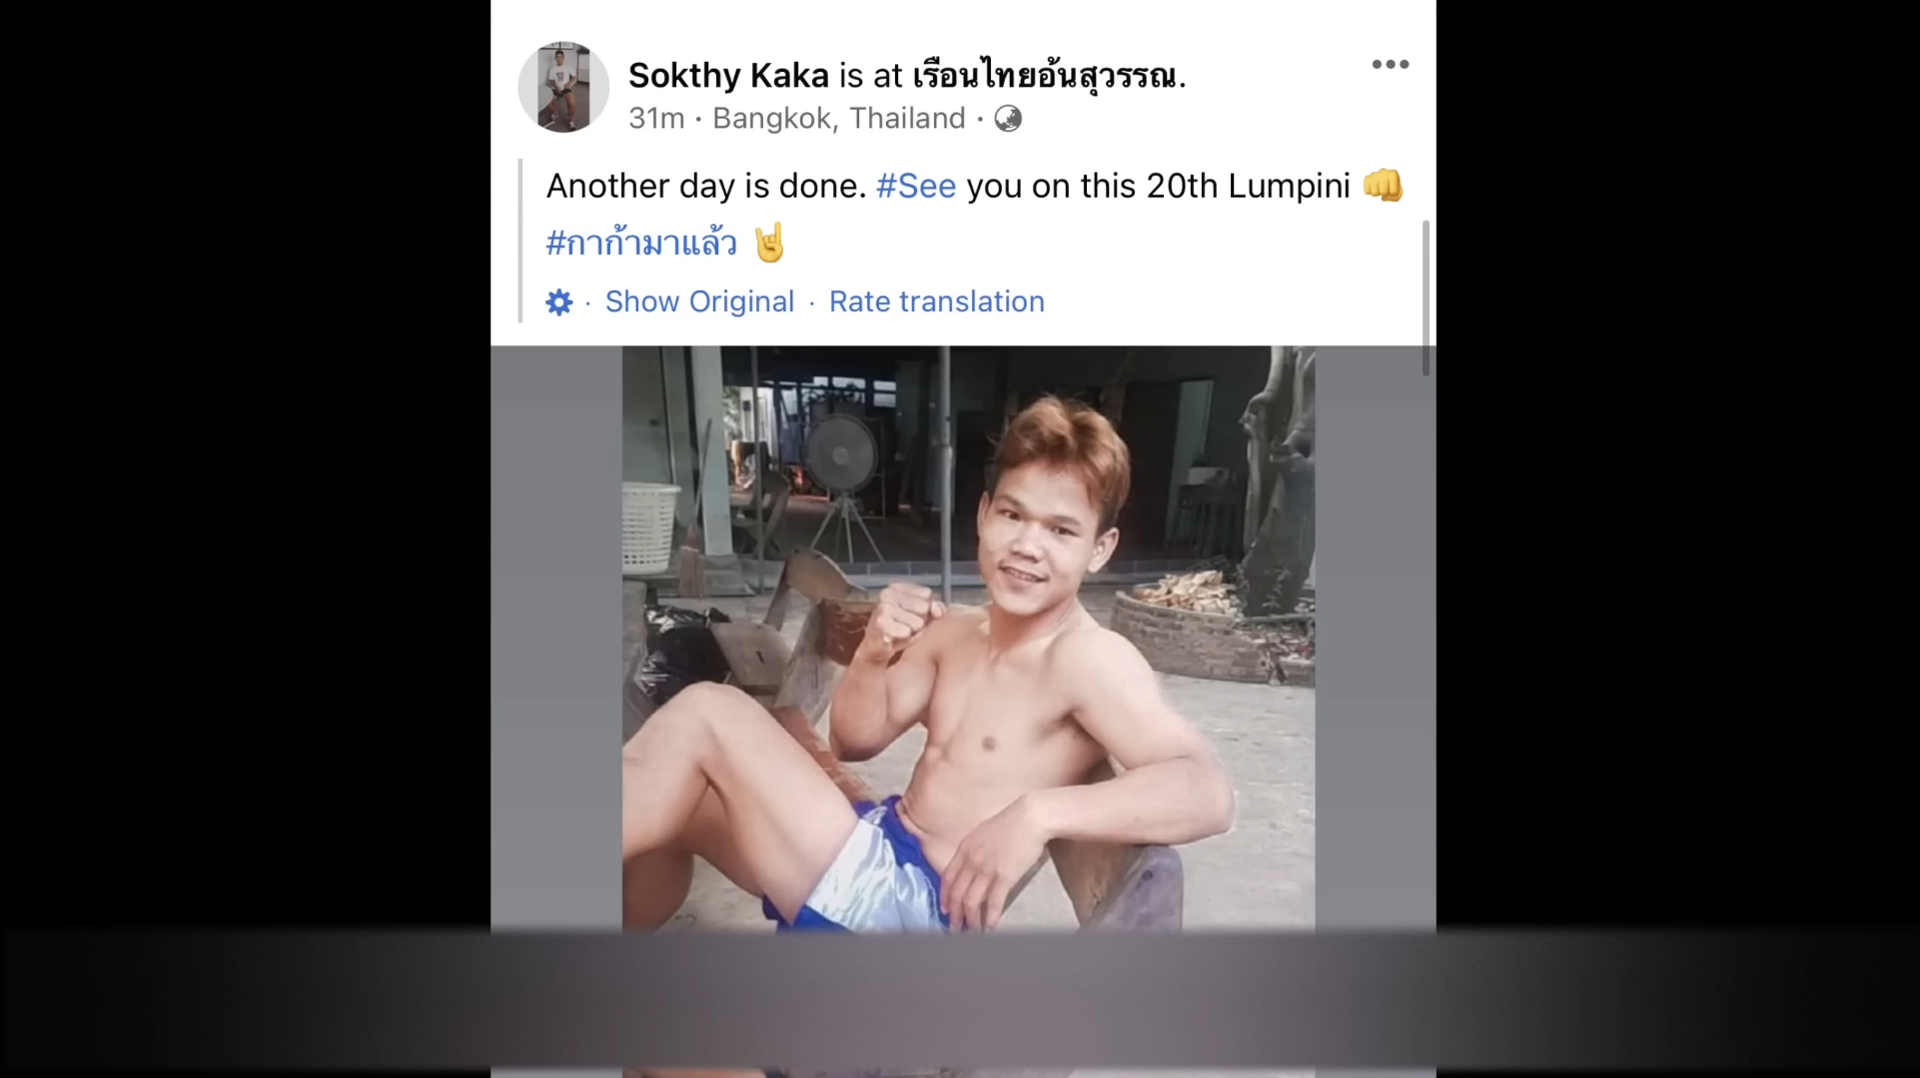 Sokthy Kaka is at เรือนไทยอ้นสุวรรณ.
31m · Bangkok, Thailand ·
Another day is done. #See you on this 20th Lumpini 👊
#กาก้ามาแล้ว 🤘
· Show Original · Rate translation